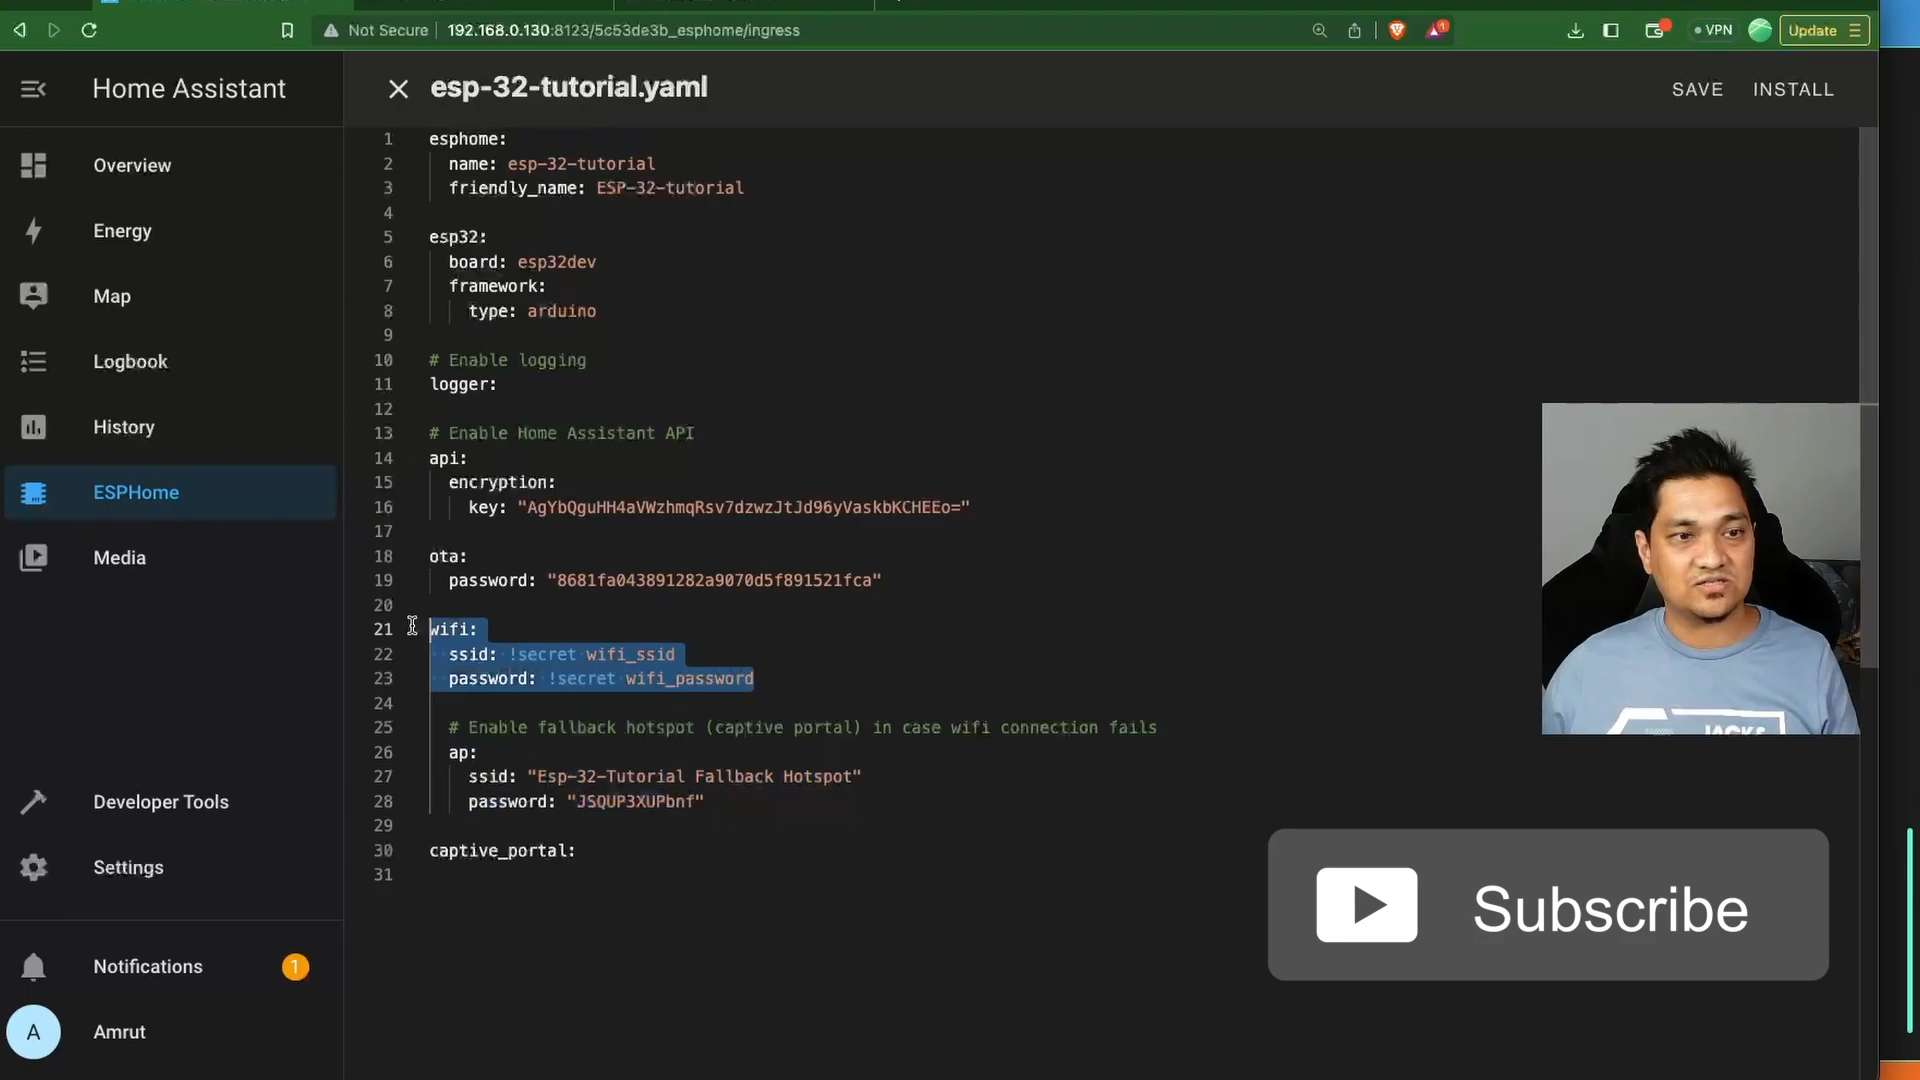 Not Secure 192.168.0.130:8123/5c53de3b_esphome/ingress
1
VPN
Update
Home Assistant
esp-32-tutorial.yaml
SAVE
INSTALL
Overview
Energy
Map
Logbook
History
ESPHome
Media
Developer Tools
Settings
Notifications
1
A
Amrut
1 esphome:
2 name: esp-32-tutorial
3 friendly_name: ESP-32-tutorial
4
5 esp32:
6 board: esp32dev
7 framework:
8 type: arduino
9
10 # Enable logging
11 logger:
12
13 # Enable Home Assistant API
14 api:
15 encryption:
16 key: "AgYbQguHH4aVWzhmqRsv7dzwzJtJd96yVaskbKCHEEo="
17
18 ota:
19 password: "8681fa043891282a9070d5f891521fca"
20
21 wifi:
22 ssid: !secret wifi_ssid
23 password: !secret wifi_password
24
25 # Enable fallback hotspot (captive portal) in case wifi connection fails
26 ap:
27 ssid: "Esp-32-Tutorial Fallback Hotspot"
28 password: "JSQUP3XUPbnf"
29
30 captive_portal:
31
Subscribe